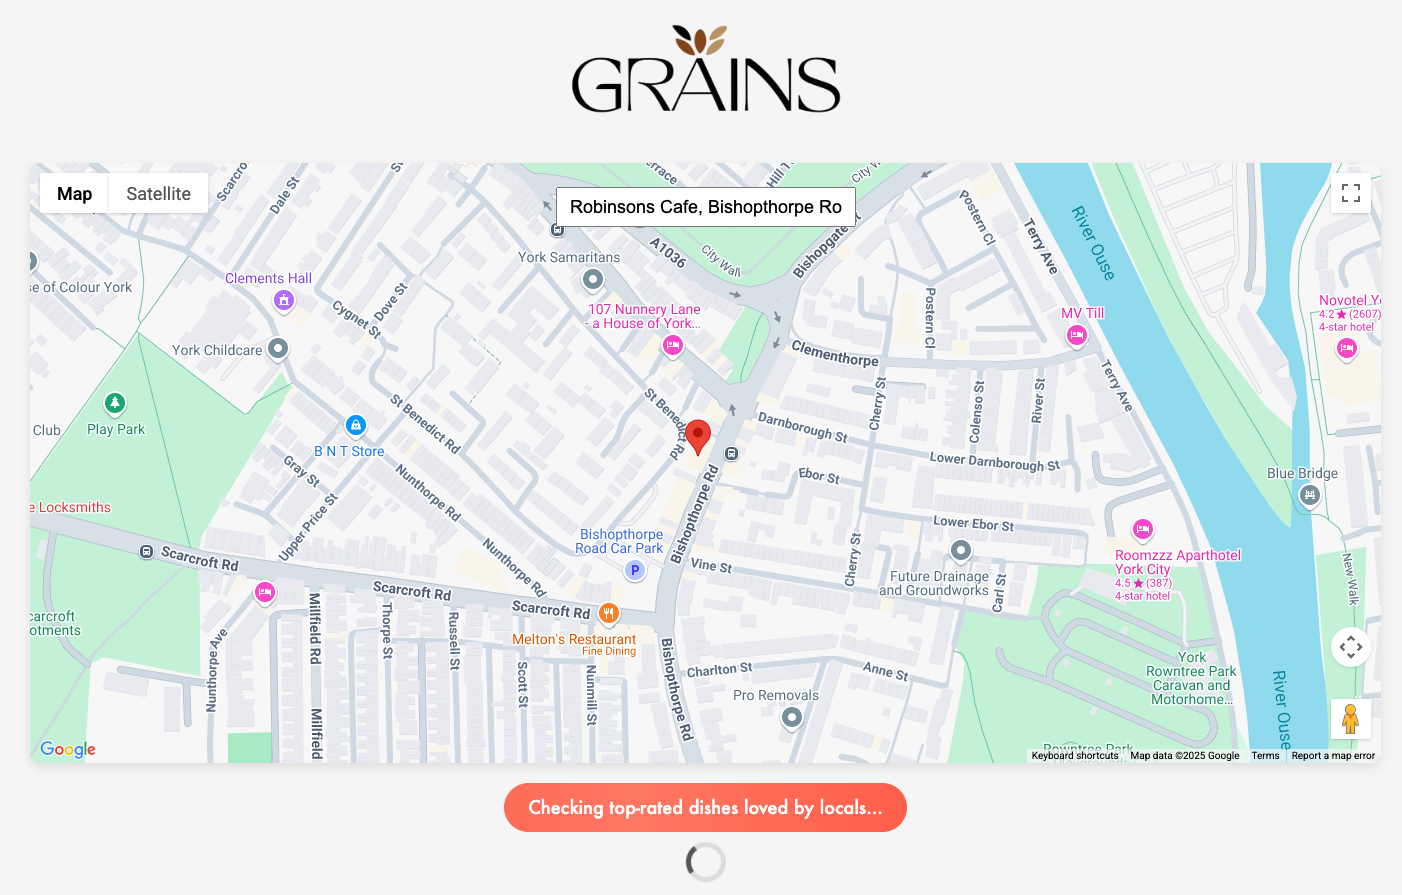 GRAINS
Map
Satellite
Robinsons Cafe, Bishopthorpe Ro
Scarcroft
Dale St
errace
Hill
City Wa
City Wall
A1036
Bishopgate
Postern Cl
Terry Ave
River Ouse
York Samaritans
Clements Hall
se of Colour York
Cygnet St
Dove St
107 Nunnery Lane
- a House of York...
Postern Cl
MV Till
Novotel Yo
4.2★(2607)
4-star hotel
York Childcare
Clementhorpe
Terry Ave
St Benedict Rd
St Benedict Rd
Cherry St
Colenso St
River St
Play Park
Club
B N T Store
Darnborough St
Lower Darnborough St
Gray St
Nunthorpe Rd
Ebor St
Blue Bridge
Upper Price St
Bishopthorpe Rd
e Locksmiths
Lower Ebor St
Bishopthorpe
Road Car Park
P
Nunthorpe Rd
Cherry St
Vine St
Scarcroft Rd
Scarcroft Rd
Scarcroft Rd
Future Drainage
and Groundworks
Carl St
Roomzzz Aparthotel
York City
4.5 ★ (387)
4-star hotel
New Walk
carcroft
otments
Millfield Rd
Thorpe St
Russell St
Melton's Restaurant
Fine Dining
Nunthorpe Ave
Scott St
Nunmill St
Bishopthorpe Rd
Charlton St
Anne St
York
Rowntree Park
Caravan and
Motorhome...
Pro Removals
River Ouse
Millfield
Rowntree Park
Google
Keyboard shortcuts
Map data ©2025 Google
Terms
Report a map error
Checking top-rated dishes loved by locals...